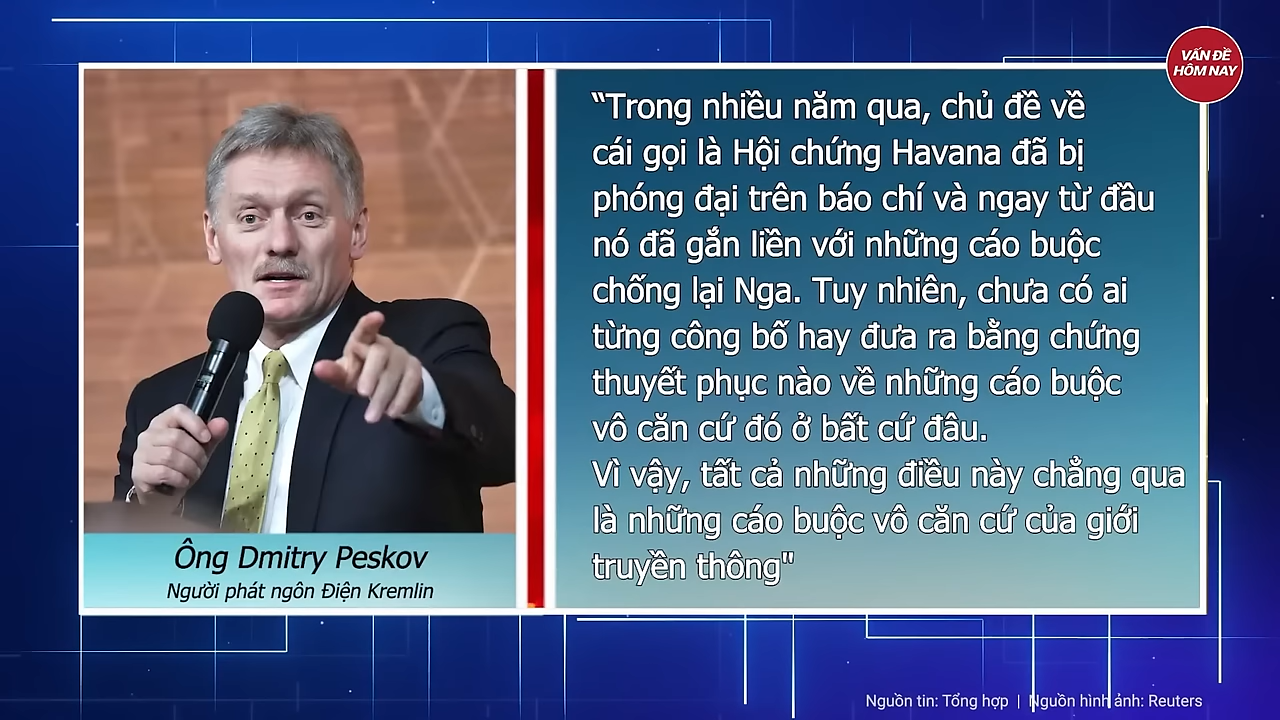 VẤN ĐỀ
HÔM NAY
“Trong nhiều năm qua, chủ đề về
cái gọi là Hội chứng Havana đã bị
phóng đại trên báo chí và ngay từ đầu
nó đã gắn liền với những cáo buộc
chống lại Nga. Tuy nhiên, chưa có ai
từng công bố hay đưa ra bằng chứng
thuyết phục nào về những cáo buộc
vô căn cứ đó ở bất cứ đâu.
Vì vậy, tất cả những điều này chẳng qua
là những cáo buộc vô căn cứ của giới
truyền thông"
Ông Dmitry Peskov
Người phát ngôn Điện Kremlin
Nguồn tin: Tổng hợp | Nguồn hình ảnh: Reuters